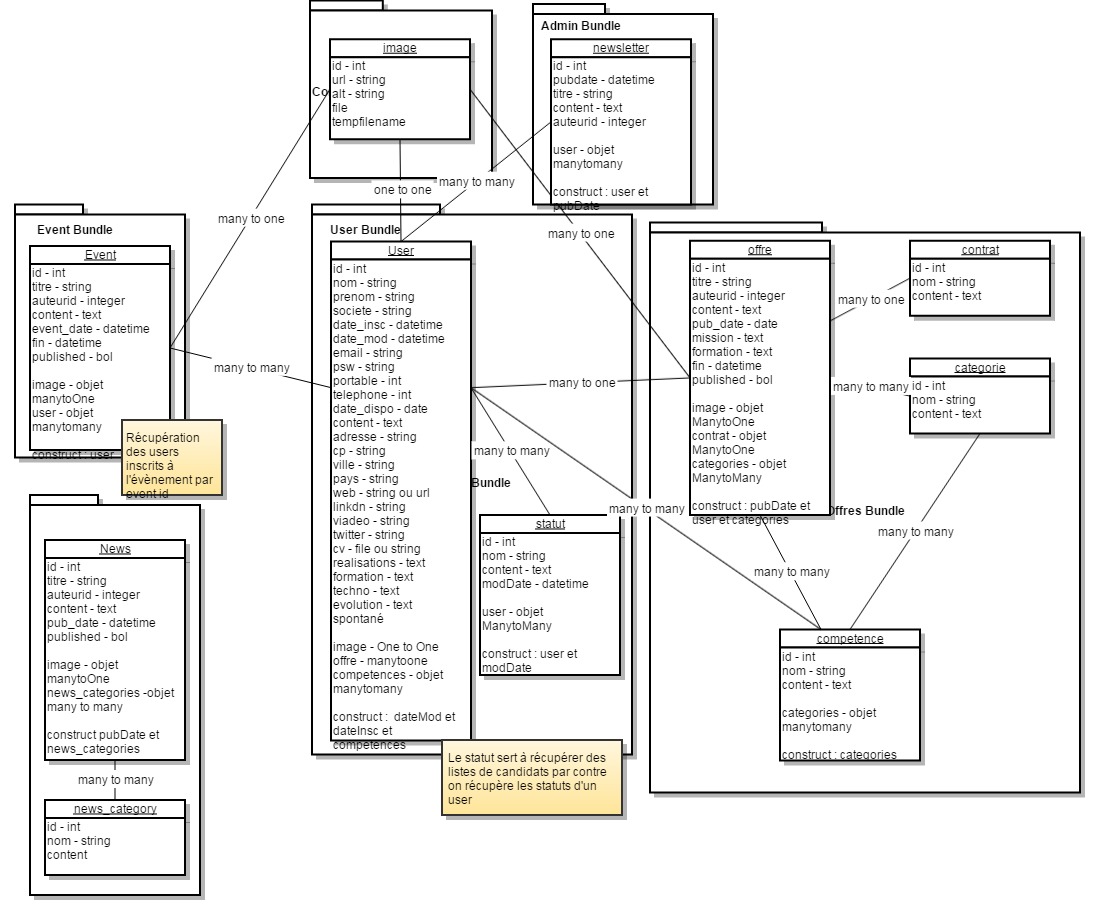 Co
image
id - int
url - string
alt - string
file
tempfilename
Admin Bundle
newsletter
id - int
pubdate - datetime
titre - string
content - text
auteurid - integer
user - objet
manytomany
construct : user et
pubDate
many to one
one to one
many to many
many to one
Event Bundle
Event
id - int
titre - string
auteurid - integer
content - text
event_date - datetime
fin - datetime
published - bol
image - objet
manytoOne
user - objet
manytomany
construct : user
Récupération
des users
inscrits à
l'évènement par
event id
many to many
User Bundle
User
id - int
nom - string
prenom - string
societe - string
date_insc - datetime
date_mod - datetime
email - string
psw - string
portable - int
telephone - int
date_dispo - date
content - text
adresse - string
cp - string
ville - string
pays - string
web - string ou url
linkdn - string
viadeo - string
twitter - string
cv - file ou string
realisations - text
formation - text
techno - text
evolution - text
spontané
image - One to One
offre - manytoone
competences - objet
manytomany
construct :  dateMod et
dateInsc et
competences
many to one
many to many
Bundle
many to many
statut
id - int
nom - string
content - text
modDate - datetime
user - objet
ManytoMany
construct : user et
modDate
Le statut sert à récupérer des
listes de candidats par contre
on récupère les statuts d'un
user
offre
id - int
titre - string
auteurid - integer
content - text
pub_date - date
mission - text
formation - text
fin - datetime
published - bol
image - objet
ManytoOne
contrat - objet
ManytoOne
categories - objet
ManytoMany
construct : pubDate et
user et categories
Offres Bundle
many to one
contrat
id - int
nom - string
content - text
many to many
categorie
id - int
nom - string
content - text
many to many
many to many
competence
id - int
nom - string
content - text
categories - objet
manytomany
construct : categories
News
id - int
titre - string
auteurid - integer
content - text
pub_date - datetime
published - bol
image - objet
manytoOne
news_categories -objet
many to many
construct pubDate et
news_categories
many to many
news_category
id - int
nom - string
content